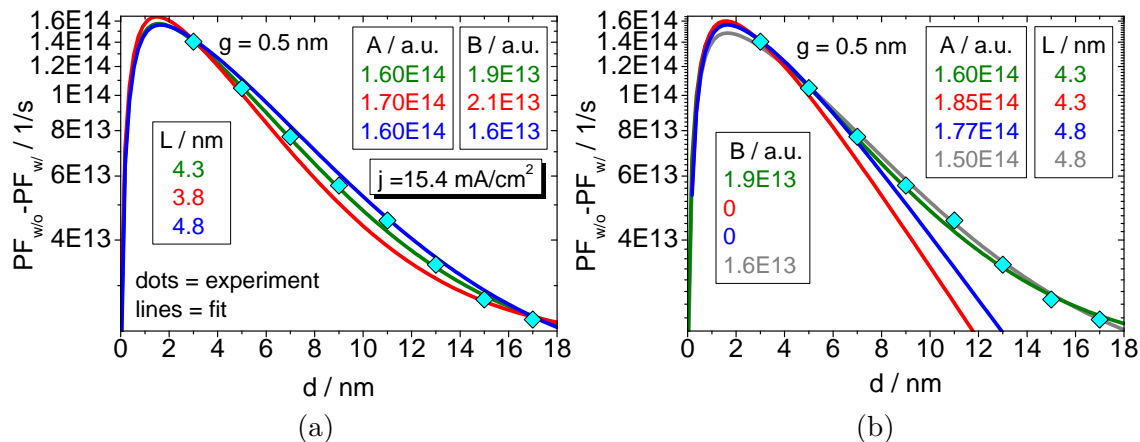 PF_w/o-PF_w/ / 1/s
1.6E14
1.4E14
1.2E14
1E14
8E13
6E13
4E13
g = 0.5 nm
A / a.u.
1.60E14
1.70E14
1.60E14
B / a.u.
1.9E13
2.1E13
1.6E13
j =15.4 mA/cm²
L / nm
4.3
3.8
4.8
dots = experiment
lines = fit
0 2 4 6 8 10 12 14 16 18
d / nm
(a)
PF_w/o-PF_w/ / 1/s
1.6E14
1.4E14
1.2E14
1E14
8E13
6E13
4E13
g = 0.5 nm
A / a.u.
1.60E14
1.85E14
1.77E14
1.50E14
L / nm
4.3
4.3
4.8
4.8
B / a.u.
1.9E13
0
0
1.6E13
0 2 4 6 8 10 12 14 16 18
d / nm
(b)